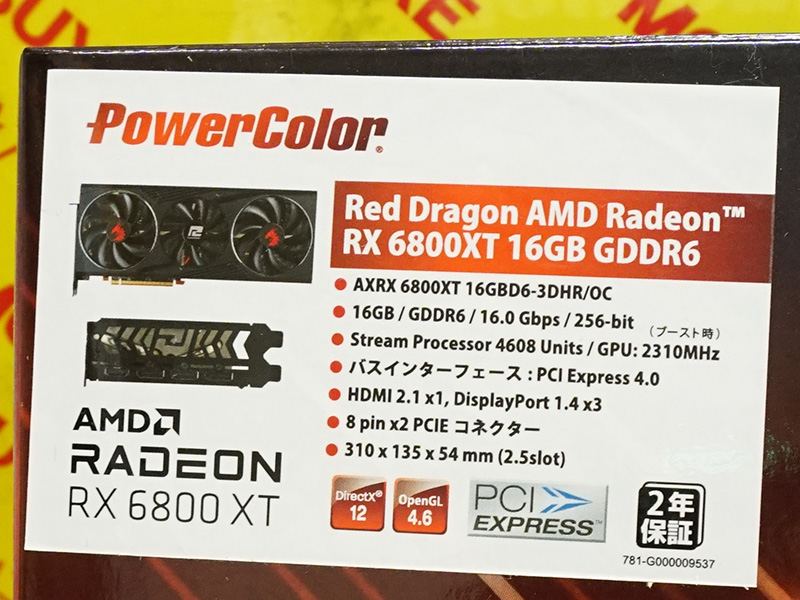 PowerColor®
Red Dragon AMD Radeon™
RX 6800XT 16GB GDDR6
● AXRX 6800XT 16GBD6-3DHR/OC
● 16GB / GDDR6 / 16.0 Gbps / 256-bit
(ブースト時)
● Stream Processor 4608 Units / GPU: 2310MHz
● バスインターフェース : PCI Express 4.0
● HDMI 2.1 x1, DisplayPort 1.4 x3
● 8 pin x2 PCIE コネクター
● 310 x 135 x 54 mm (2.5slot)
AMD
RADEON
RX 6800 XT
DirectX®
12
OpenGL
4.6
PCI
EXPRESS™
2年
保証
781-G000009537